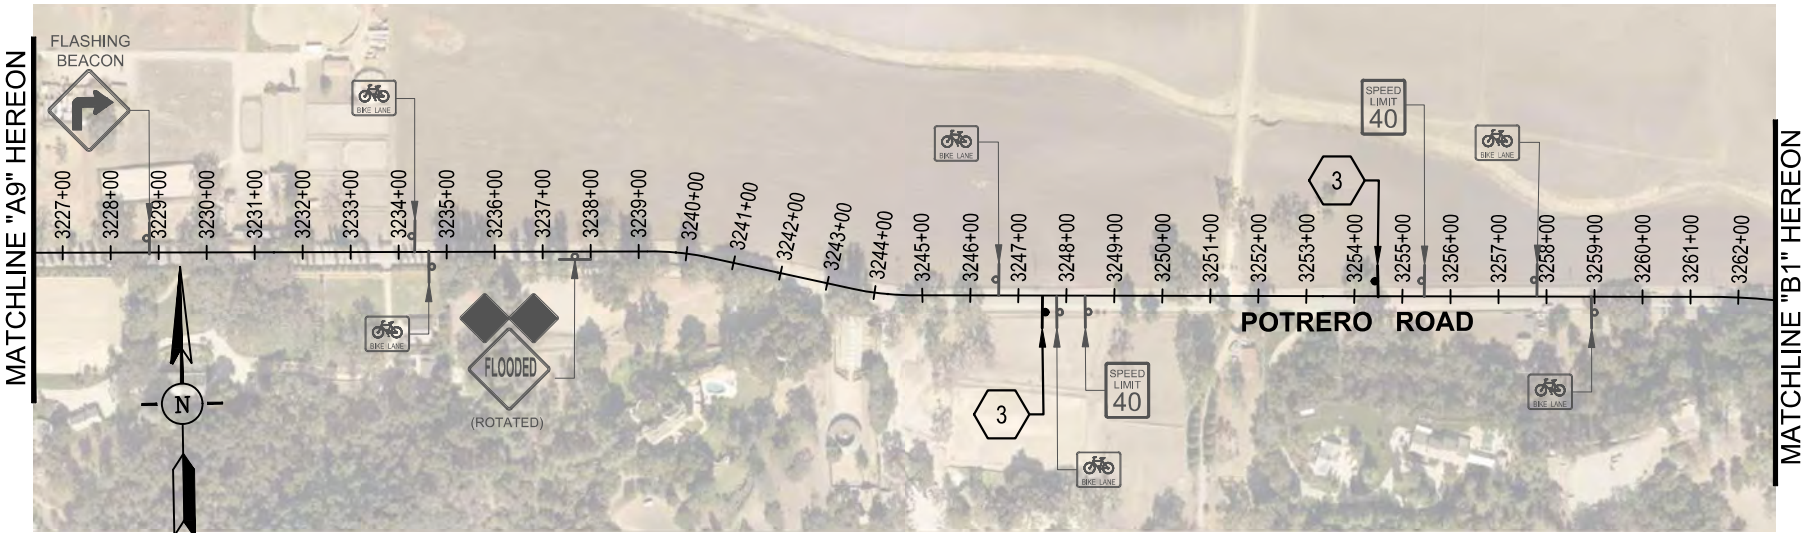 MATCHLINE "A9" HEREON
FLASHING
BEACON
BIKE LANE
BIKE LANE
SPEED
LIMIT
40
BIKE LANE
3
3227+00
3228+00
3229+00
3230+00
3231+00
3232+00
3233+00
3234+00
3235+00
3236+00
3237+00
3238+00
3239+00
3240+00
3241+00
3242+00
3243+00
3244+00
3245+00
3246+00
3247+00
3248+00
3249+00
3250+00
3251+00
3252+00
3253+00
3254+00
3255+00
3256+00
3257+00
3258+00
3259+00
3260+00
3261+00
3262+00
POTRERO ROAD
BIKE LANE
FLOODED
(ROTATED)
N
3
SPEED
LIMIT
40
BIKE LANE
BIKE LANE
MATCHLINE "B1" HEREON